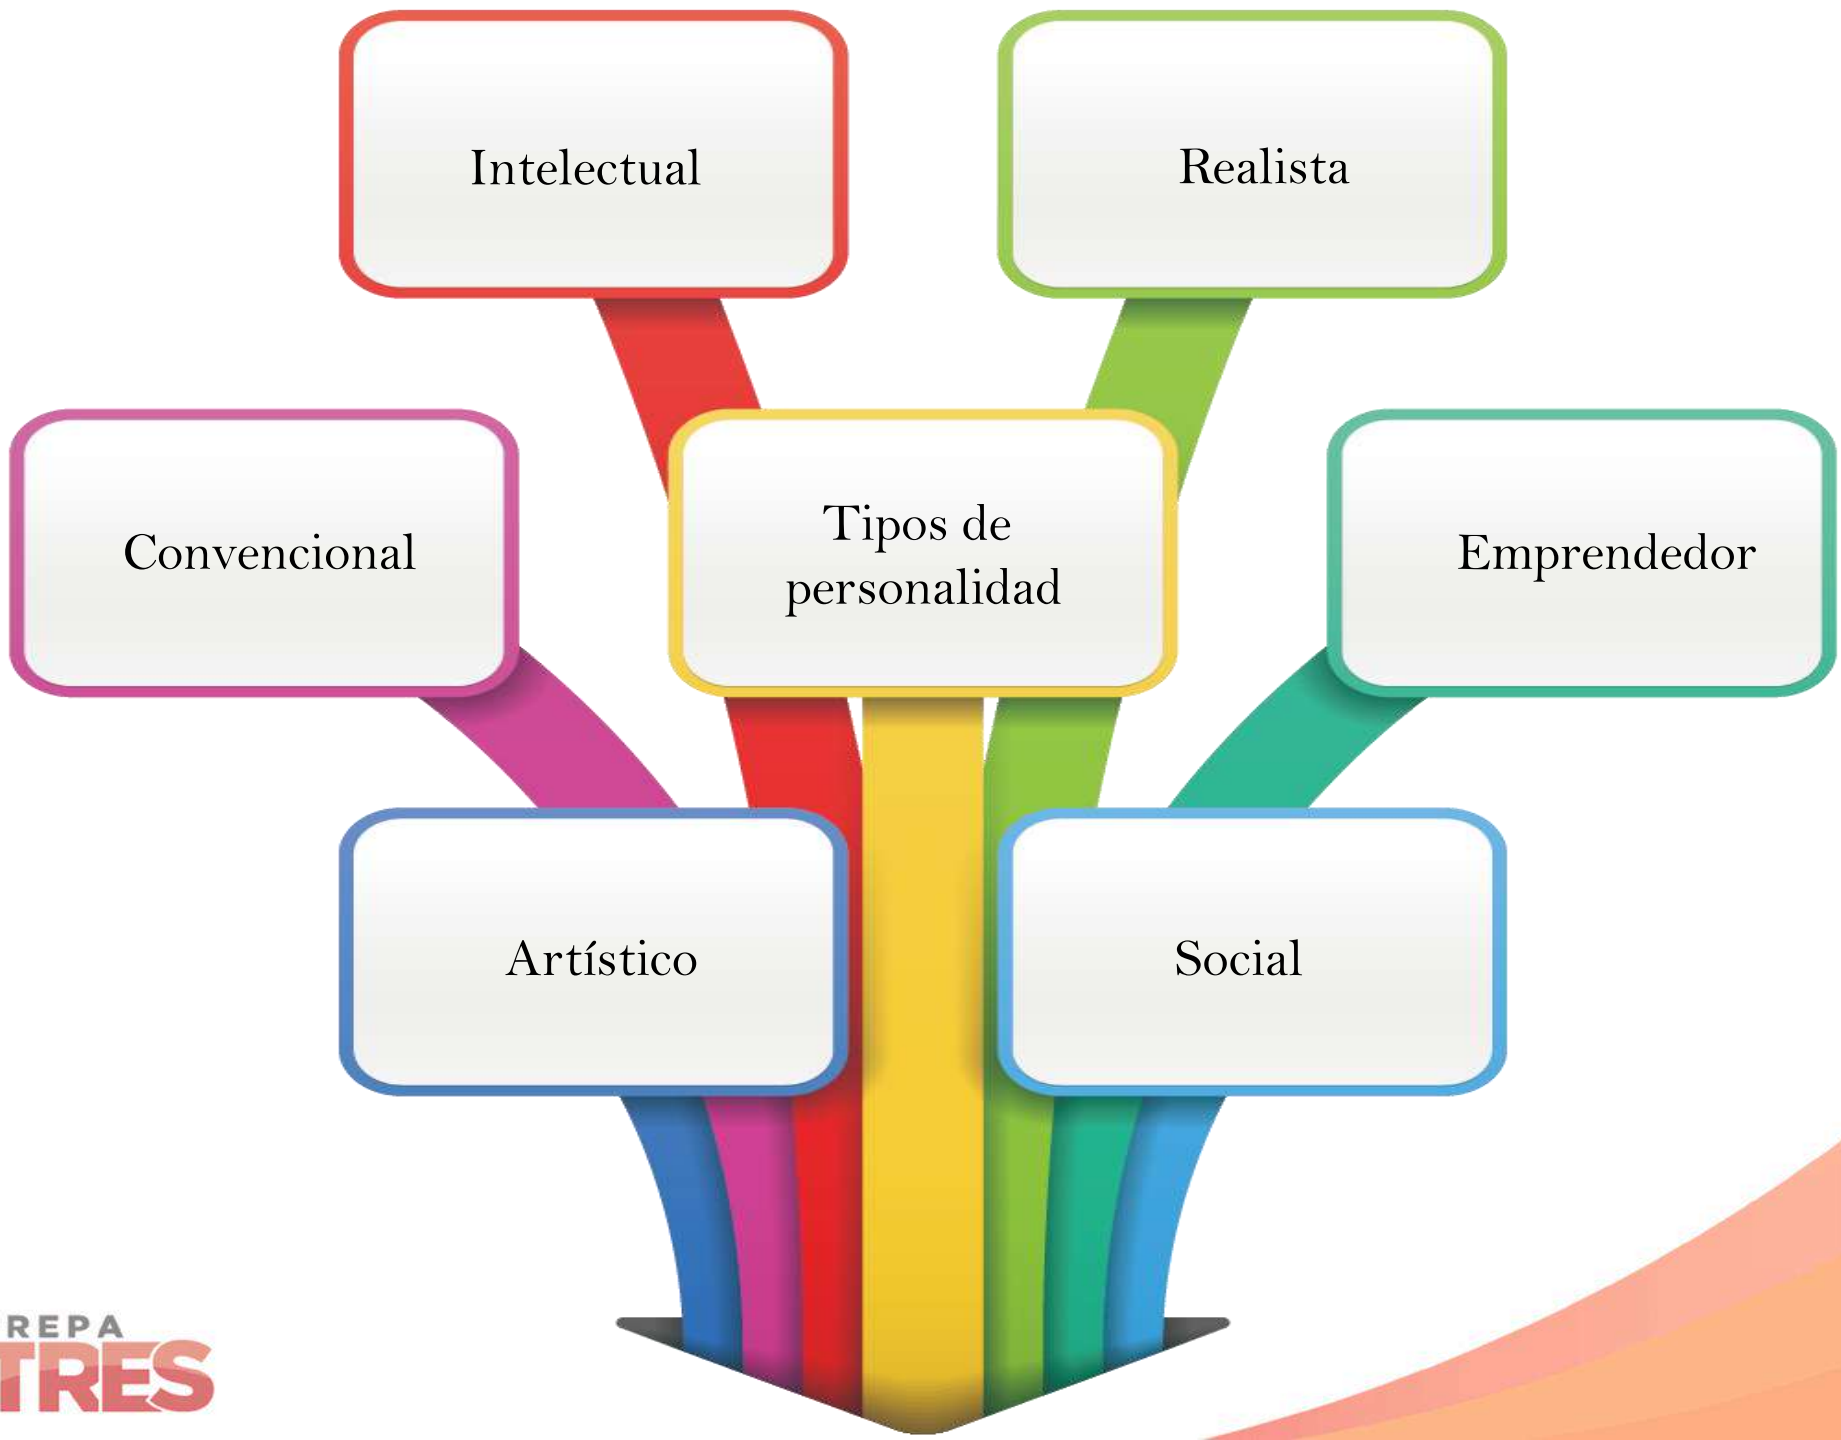 Intelectual
Realista
Convencional
Tipos de
personalidad
Emprendedor
Artístico
Social
REPA
TRES